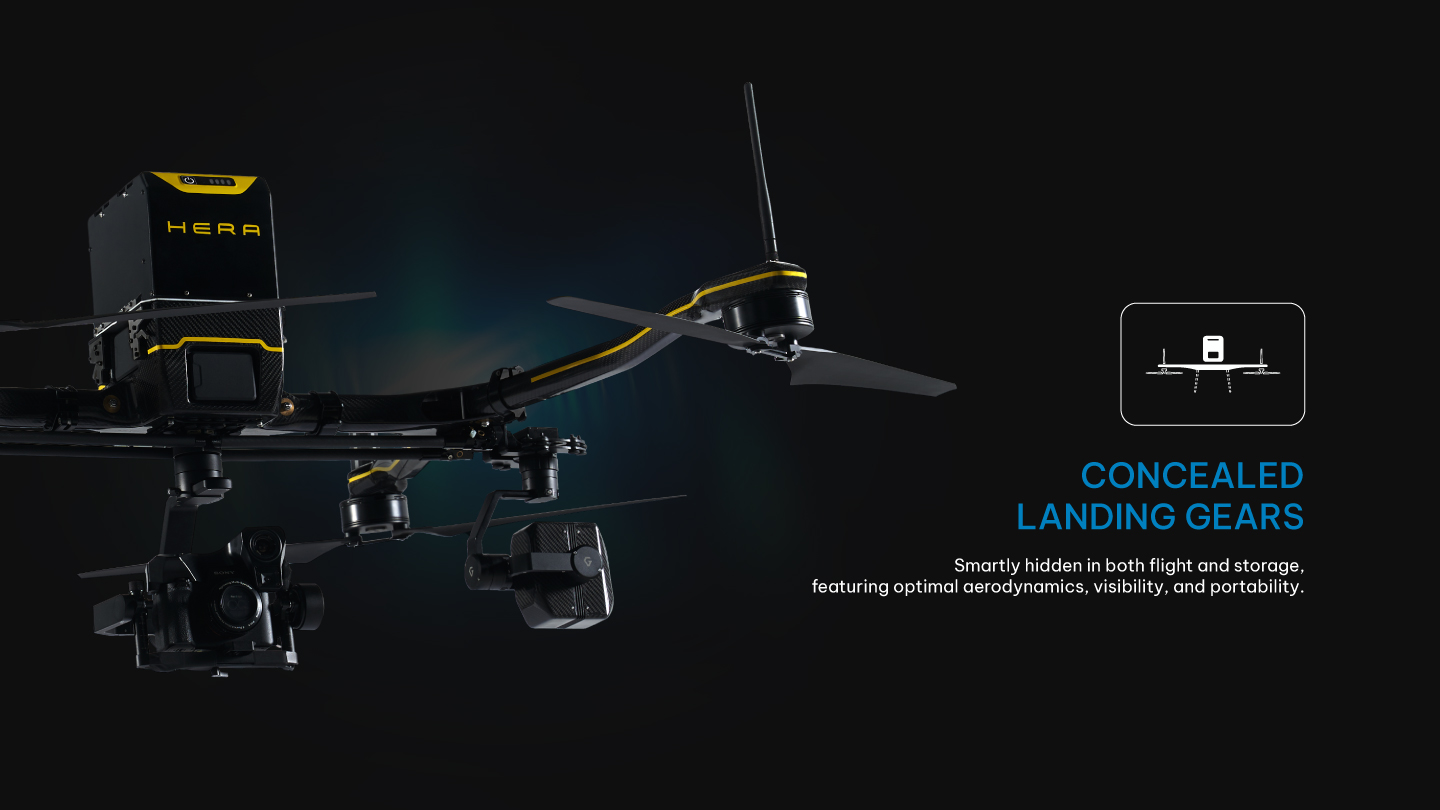 HERA
CONCEALED
LANDING GEARS
Smartly hidden in both flight and storage,
featuring optimal aerodynamics, visibility, and portability.